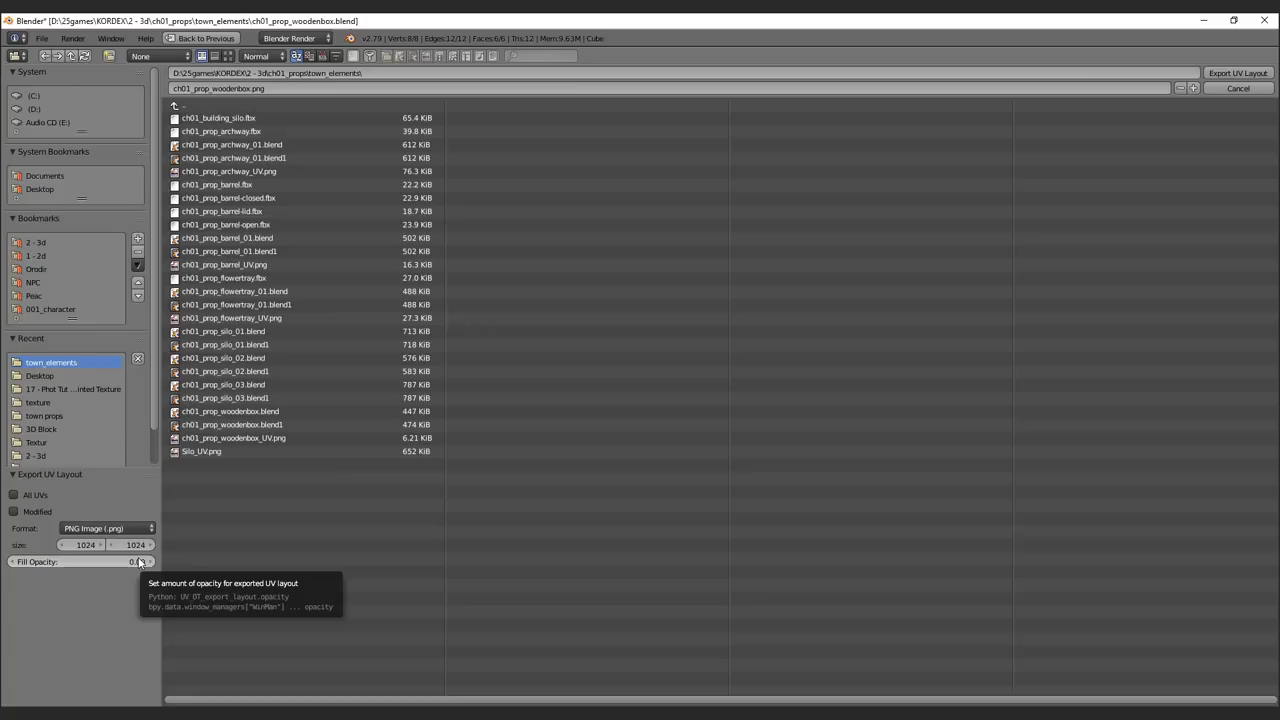 Blender* [D:\25games\KORDEX\2 - 3d\ch01_props\town_elements\ch01_prop_woodenbox.blend]
File Render Window Help Back to Previous Blender Render v2.79 | Verts:8/8 | Edges:12/12 | Faces:6/6 | Tris:12 | Mem:9.63M | Cube
None Normal
System
(C:)
(D:)
Audio CD (E:)
System Bookmarks
Documents
Desktop
Bookmarks
2 - 3d
1 - 2d
Orodir
NPC
Peac
001_character
Recent
town_elements
Desktop
17 - Phot Tut ...inted Texture
texture
town props
3D Block
Textur
2 - 3d
Export UV Layout
All UVs
Modified
Format: PNG Image (.png)
size: 1024 1024
Fill Opacity:
D:\25games\KORDEX\2 - 3d\ch01_props\town_elements\
Export UV Layout
ch01_prop_woodenbox.png
Cancel
..
ch01_building_silo.fbx 65.4 KiB
ch01_prop_archway.fbx 39.8 KiB
ch01_prop_archway_01.blend 612 KiB
ch01_prop_archway_01.blend1 612 KiB
ch01_prop_archway_UV.png 76.3 KiB
ch01_prop_barrel.fbx 22.2 KiB
ch01_prop_barrel-closed.fbx 22.9 KiB
ch01_prop_barrel-lid.fbx 18.7 KiB
ch01_prop_barrel-open.fbx 23.9 KiB
ch01_prop_barrel_01.blend 502 KiB
ch01_prop_barrel_01.blend1 502 KiB
ch01_prop_barrel_UV.png 16.3 KiB
ch01_prop_flowertray.fbx 27.0 KiB
ch01_prop_flowertray_01.blend 488 KiB
ch01_prop_flowertray_01.blend1 488 KiB
ch01_prop_flowertray_UV.png 27.3 KiB
ch01_prop_silo_01.blend 713 KiB
ch01_prop_silo_01.blend1 718 KiB
ch01_prop_silo_02.blend 576 KiB
ch01_prop_silo_02.blend1 583 KiB
ch01_prop_silo_03.blend 787 KiB
ch01_prop_silo_03.blend1 787 KiB
ch01_prop_woodenbox.blend 447 KiB
ch01_prop_woodenbox.blend1 474 KiB
ch01_prop_woodenbox_UV.png 6.21 KiB
Silo_UV.png 652 KiB
Set amount of opacity for exported UV layout
Python: UV_OT_export_layout.opacity
bpy.data.window_managers["WinMan"] ... opacity